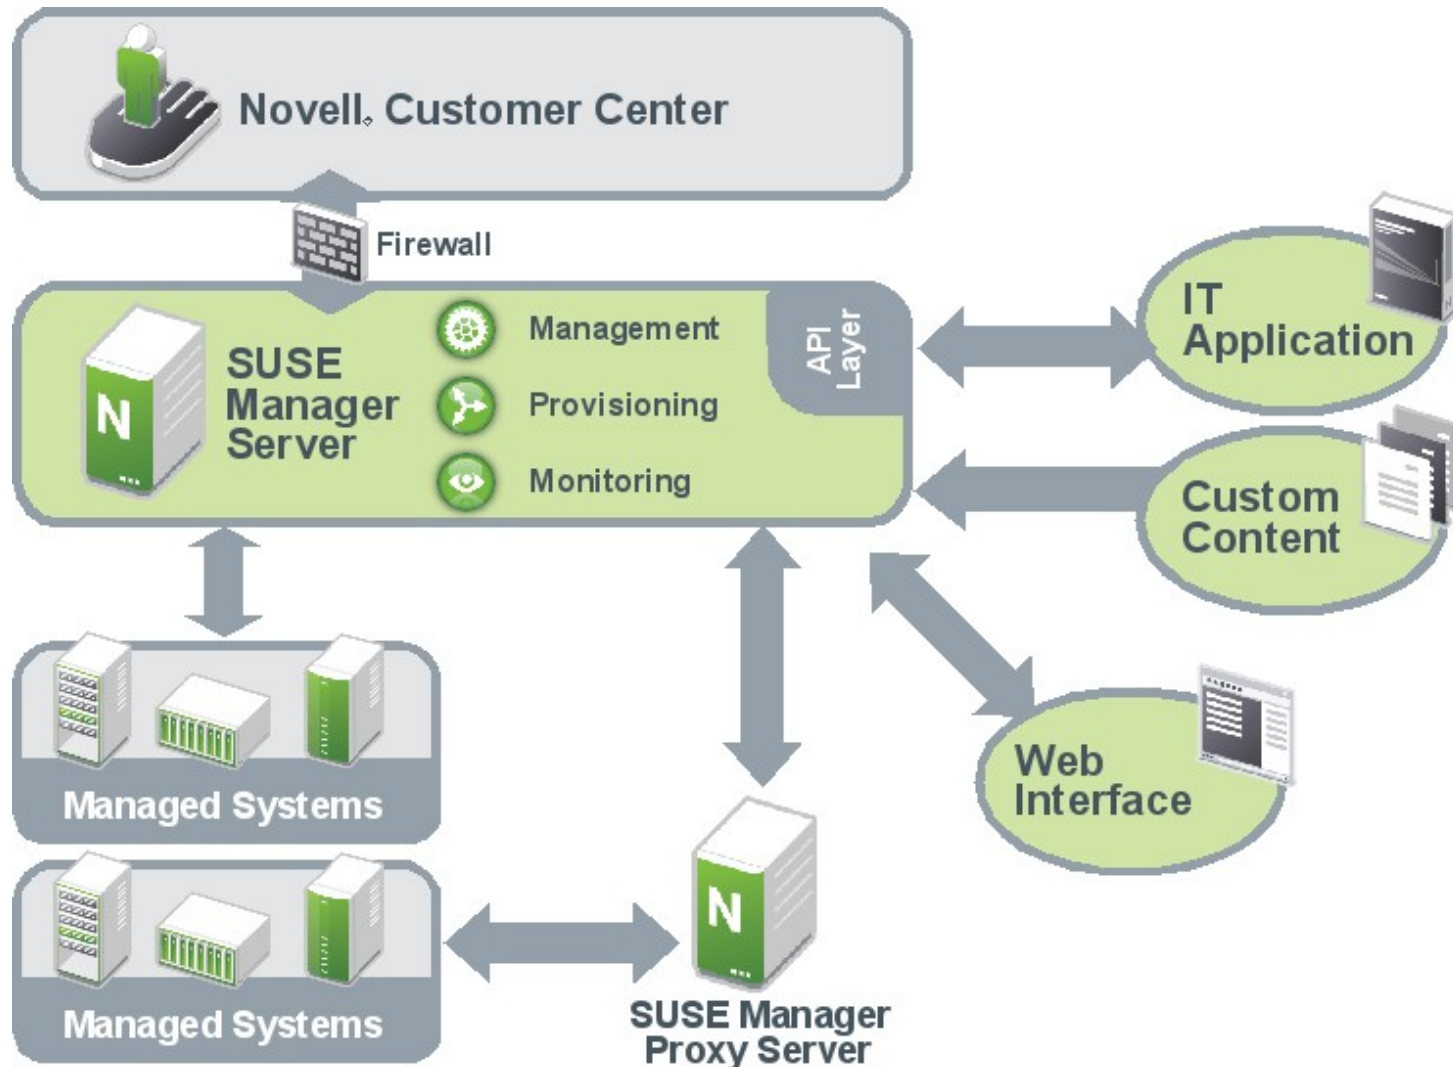 Novell. Customer Center
Firewall
SUSE
Manager
Server
N
Management
Provisioning
Monitoring
API
Layer
IT
Application
Custom
Content
Web
Interface
Managed Systems
Managed Systems
N
SUSE Manager
Proxy Server